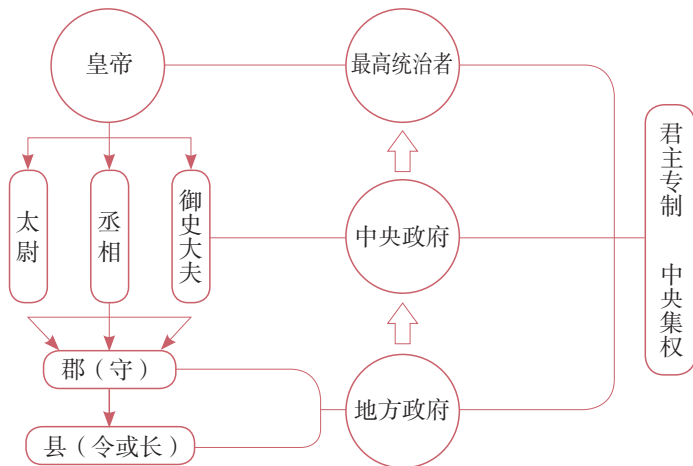 皇帝
最高统治者
太尉
丞相
御史大夫
中央政府
君主专制 中央集权
郡（守）
地方政府
县（令或长）